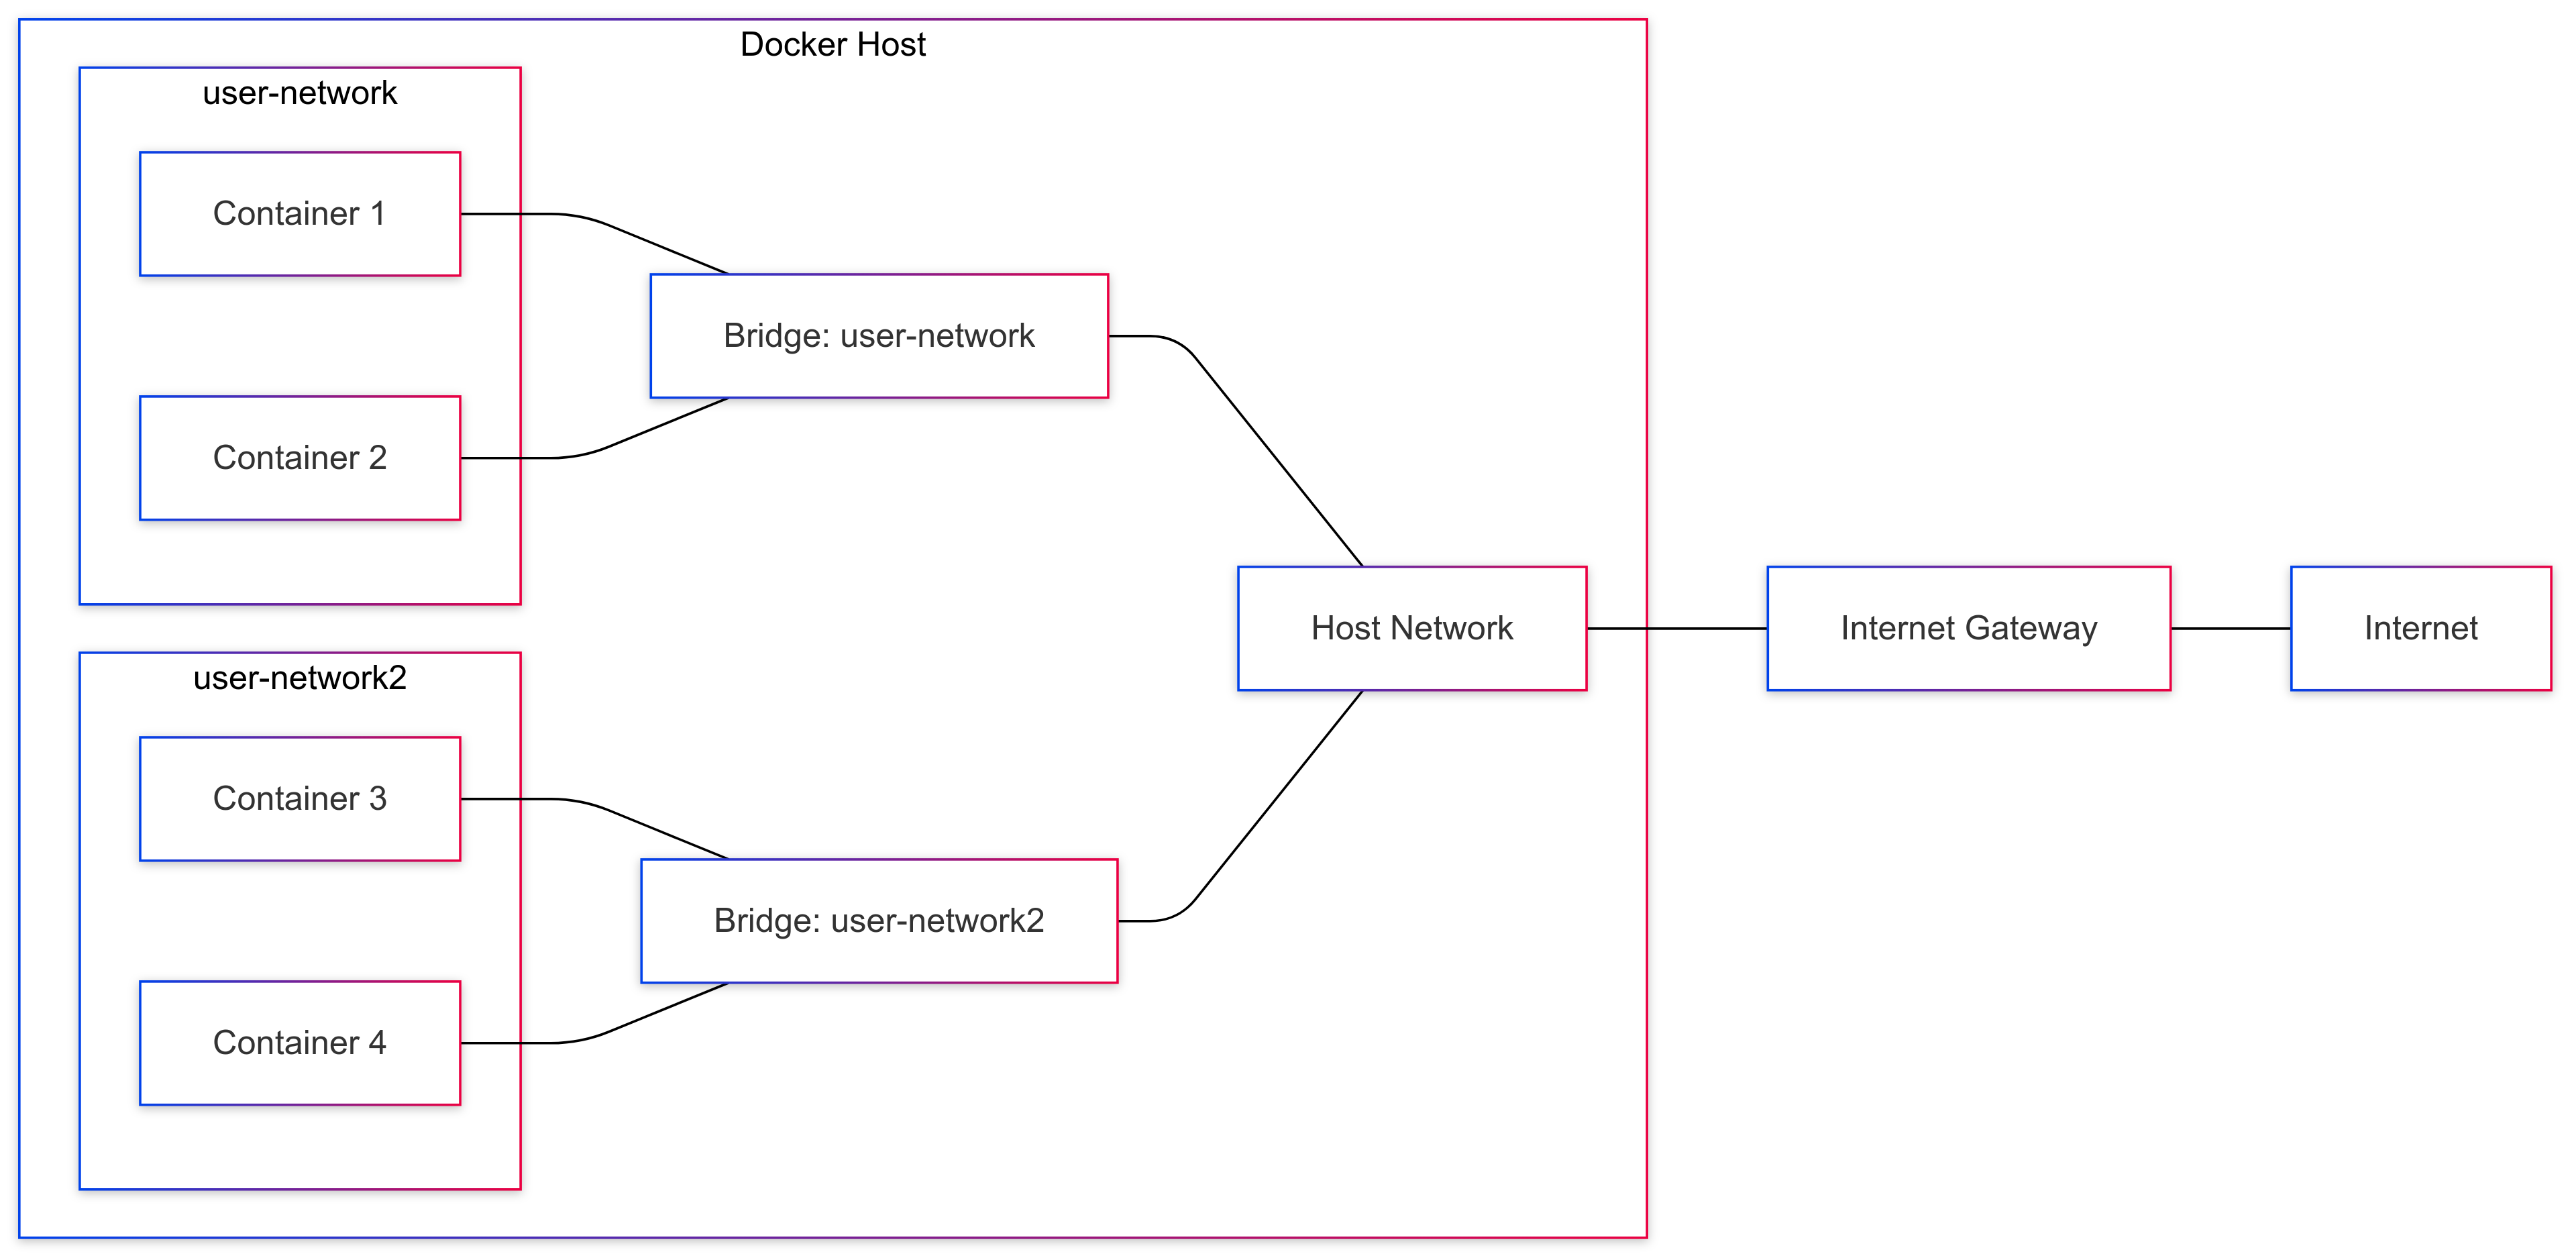 Docker Host
user-network
Container 1
Container 2
Bridge: user-network
user-network2
Container 3
Container 4
Bridge: user-network2
Host Network
Internet Gateway
Internet